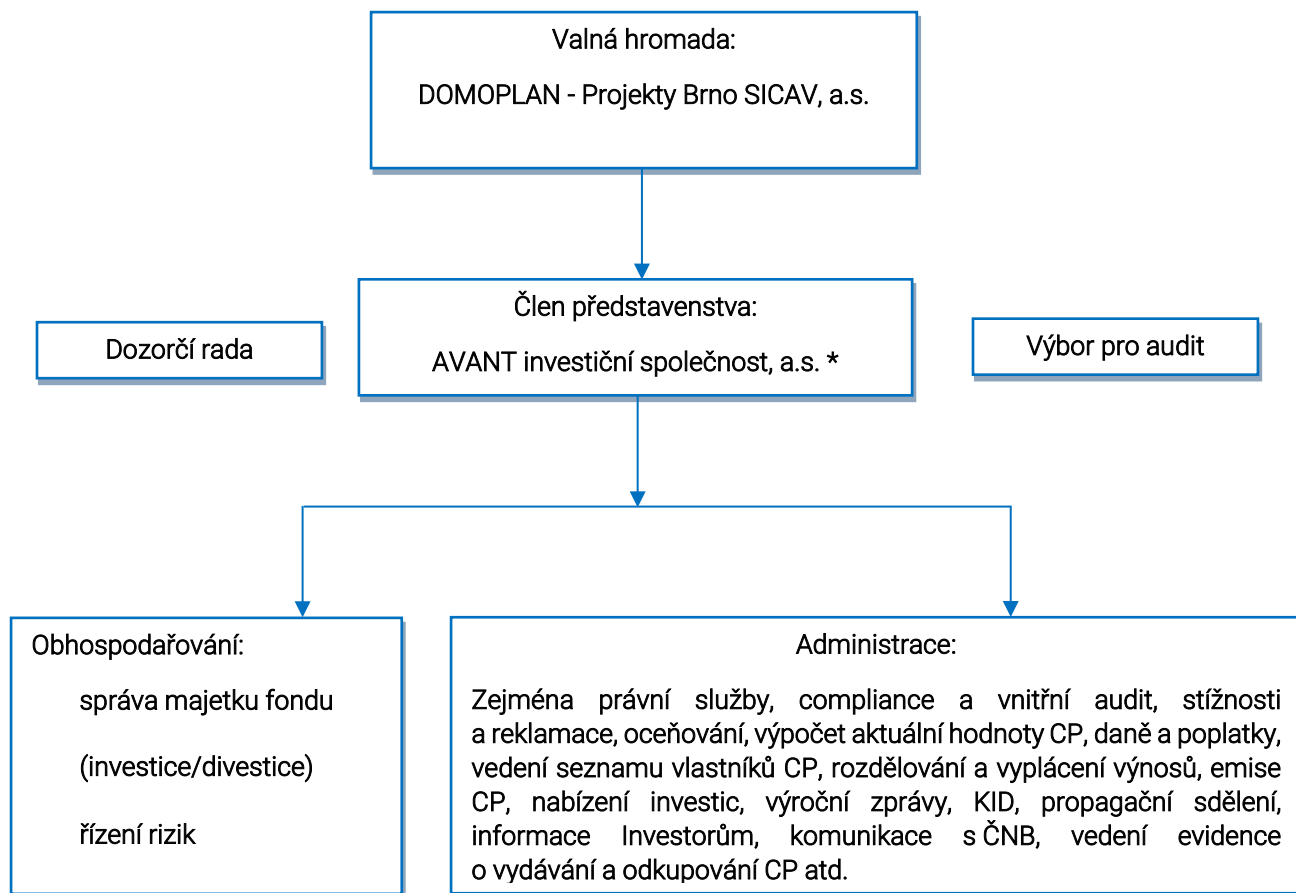 Valná hromada:
DOMOPLAN - Projekty Brno SICAV, a.s.
Člen představenstva:
AVANT investiční společnost, a.s. *
Dozorčí rada
Výbor pro audit
Obhospodařování:
správa majetku fondu
(investice/divestice)
řízení rizik
Administrace:
Zejména právní služby, compliance a vnitřní audit, stížnosti
a reklamace, oceňování, výpočet aktuální hodnoty CP, daně a poplatky,
vedení seznamu vlastníků CP, rozdělování a vyplácení výnosů, emise
CP, nabízení investic, výroční zprávy, KID, propagační sdělení,
informace Investorům, komunikace s ČNB, vedení evidence
o vydávání a odkupování CP atd.